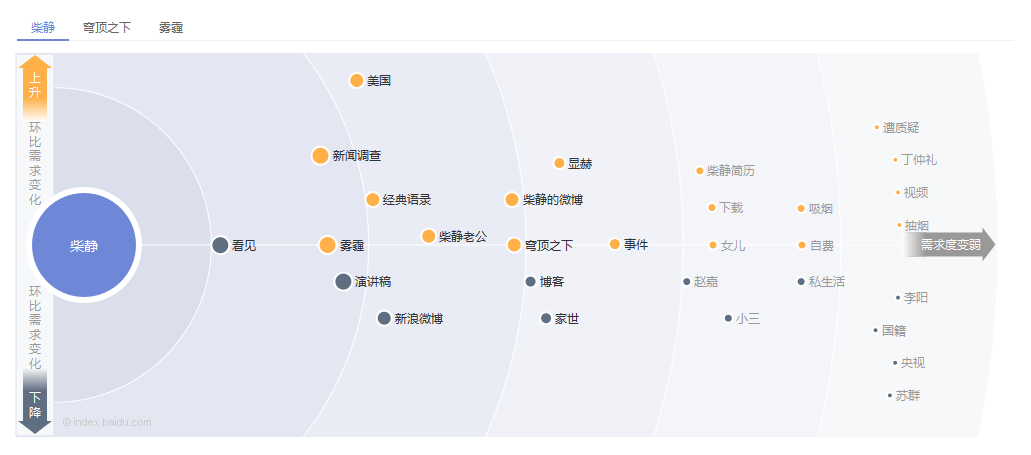 柴静
穹顶之下
雾霾
上升
环比需求变化
柴静
环比需求变化
下降
©index.baidu.com
看见
美国
新闻调查
经典语录
雾霾
柴静老公
演讲稿
新浪微博
显赫
柴静的微博
穹顶之下
事件
博客
家世
柴静简历
下载
吸烟
女儿
自费
赵嘉
私生活
小三
遭质疑
丁仲礼
视频
抽烟
需求度变弱
李阳
国籍
央视
苏群